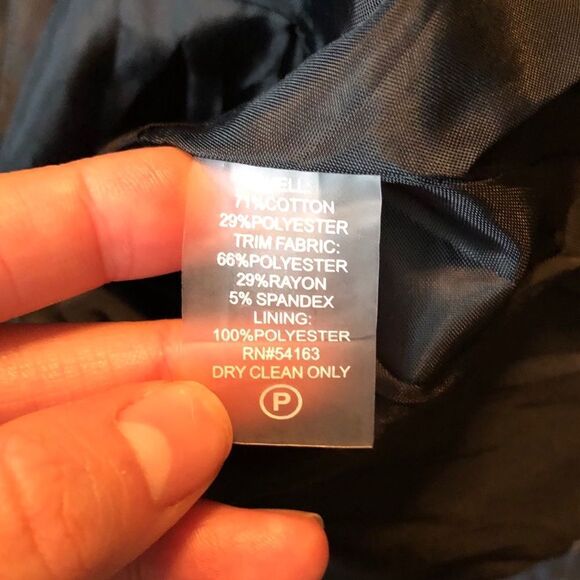 SHELL:
71%COTTON
29%POLYESTER
TRIM FABRIC:
66%POLYESTER
29%RAYON
5% SPANDEX
LINING:
100%POLYESTER
RN#54163
DRY CLEAN ONLY
P